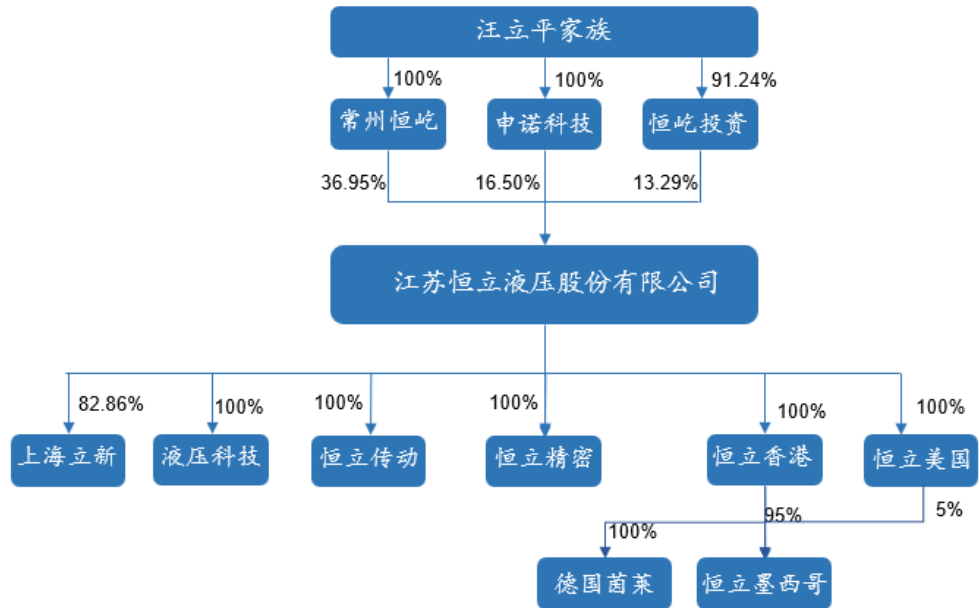 汪立平家族
100%
100%
91.24%
常州恒屹
申诺科技
恒屹投资
36.95%
16.50%
13.29%
江苏恒立液压股份有限公司
82.86%
100%
100%
100%
100%
100%
上海立新
液压科技
恒立传动
恒立精密
恒立香港
恒立美国
100%
95%
5%
德国茵莱
恒立墨西哥